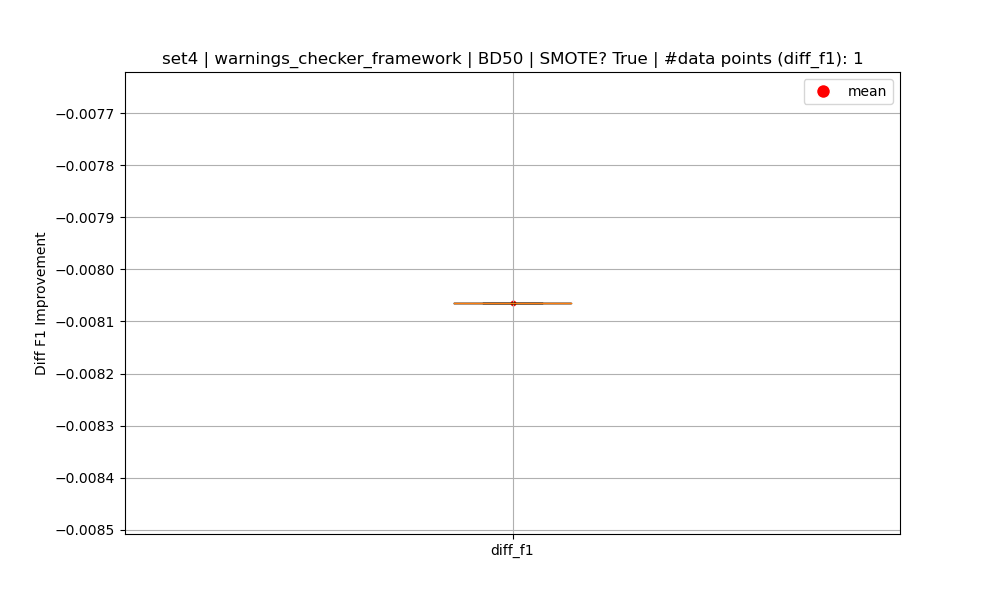 set4 | warnings_checker_framework | BD50 | SMOTE? True | #data points (diff_f1): 1
mean
−0.0077
−0.0078
−0.0079
−0.0080
−0.0081
−0.0082
−0.0083
−0.0084
−0.0085
Diff F1 Improvement
diff_f1